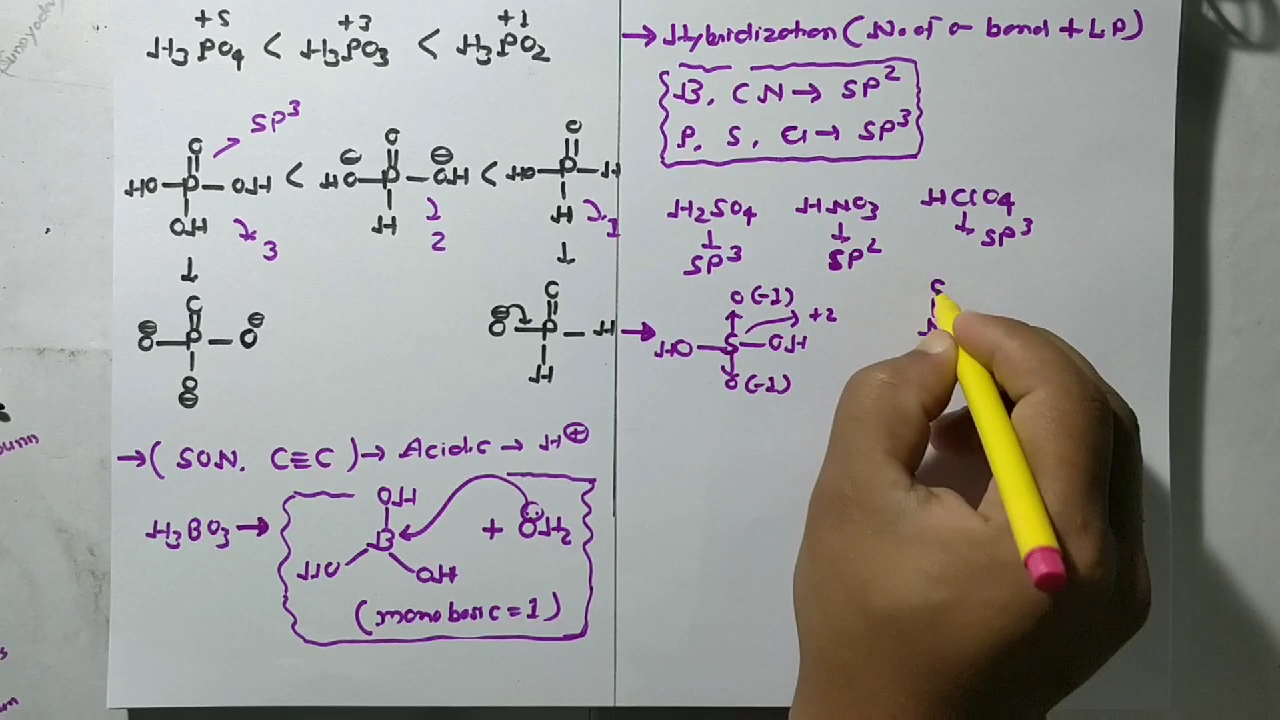 +5 +3 +1
H3PO4 < H3PO3 < H3PO2
SP3
O O O
HO-P-OH < HO-P-OH < HO-P-H
OH H H
3 2 1
O O
O-P-O O-P-H
O H
→ (SON, C≡C) → Acidic → H⊕
H3BO3 → OH
B + OH2
HO OH
(monobasic = 1)
→ Hybridization (No. of σ bond + L.P)
B, C N → SP2
P, S, Cl → SP3
H2SO4 HNO3 HClO4
↓ ↓ ↓
SP3 SP2 SP3
O (-1)
+2
HO-S-OH
O (-1)